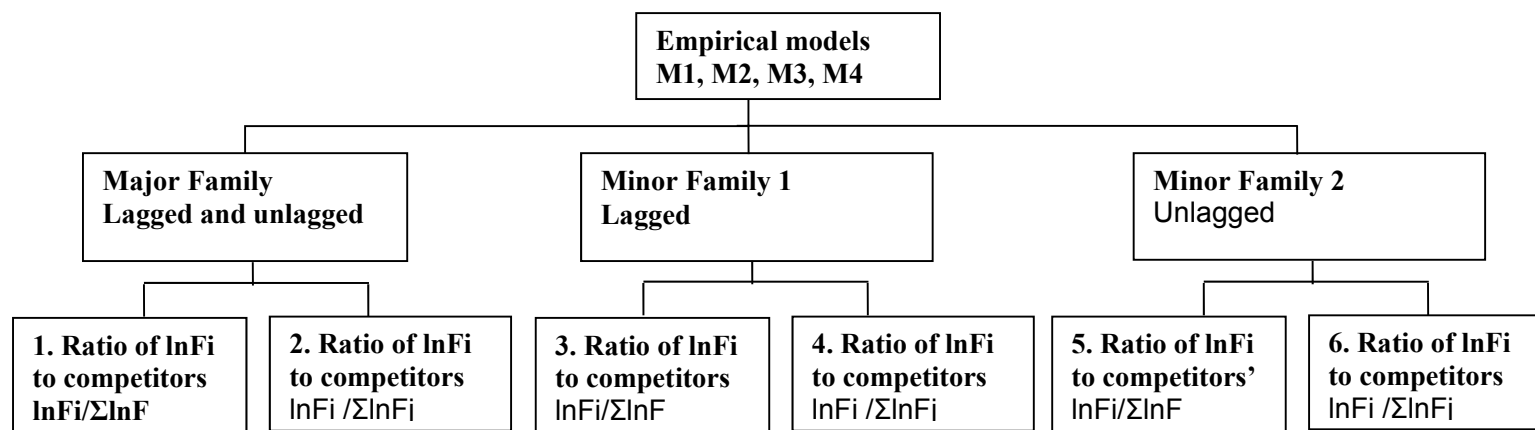 Empirical models
M1, M2, M3, M4
Major Family
Lagged and unlagged
Minor Family 1
Lagged
Minor Family 2
Unlagged
1. Ratio of lnFi
to competitors
lnFi/ΣlnF
2. Ratio of lnFi
to competitors
lnFi /ΣlnFj
3. Ratio of lnFi
to competitors
lnFi/ΣlnF
4. Ratio of lnFi
to competitors
lnFi /ΣlnFj
5. Ratio of lnFi
to competitors’
lnFi/ΣlnF
6. Ratio of lnFi
to competitors
lnFi /ΣlnFj